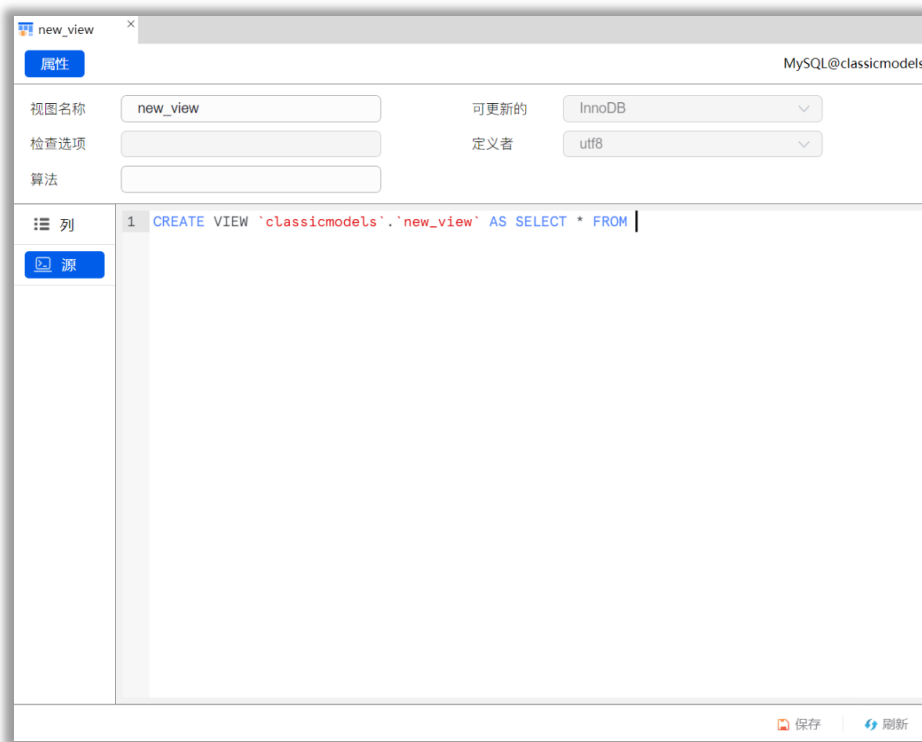 new_view ×
属性
MySQL@classicmodels
视图名称 new_view 可更新的 InnoDB
检查选项 定义者 utf8
算法
列
源
1 CREATE VIEW `classicmodels`.`new_view` AS SELECT * FROM
保存 刷新